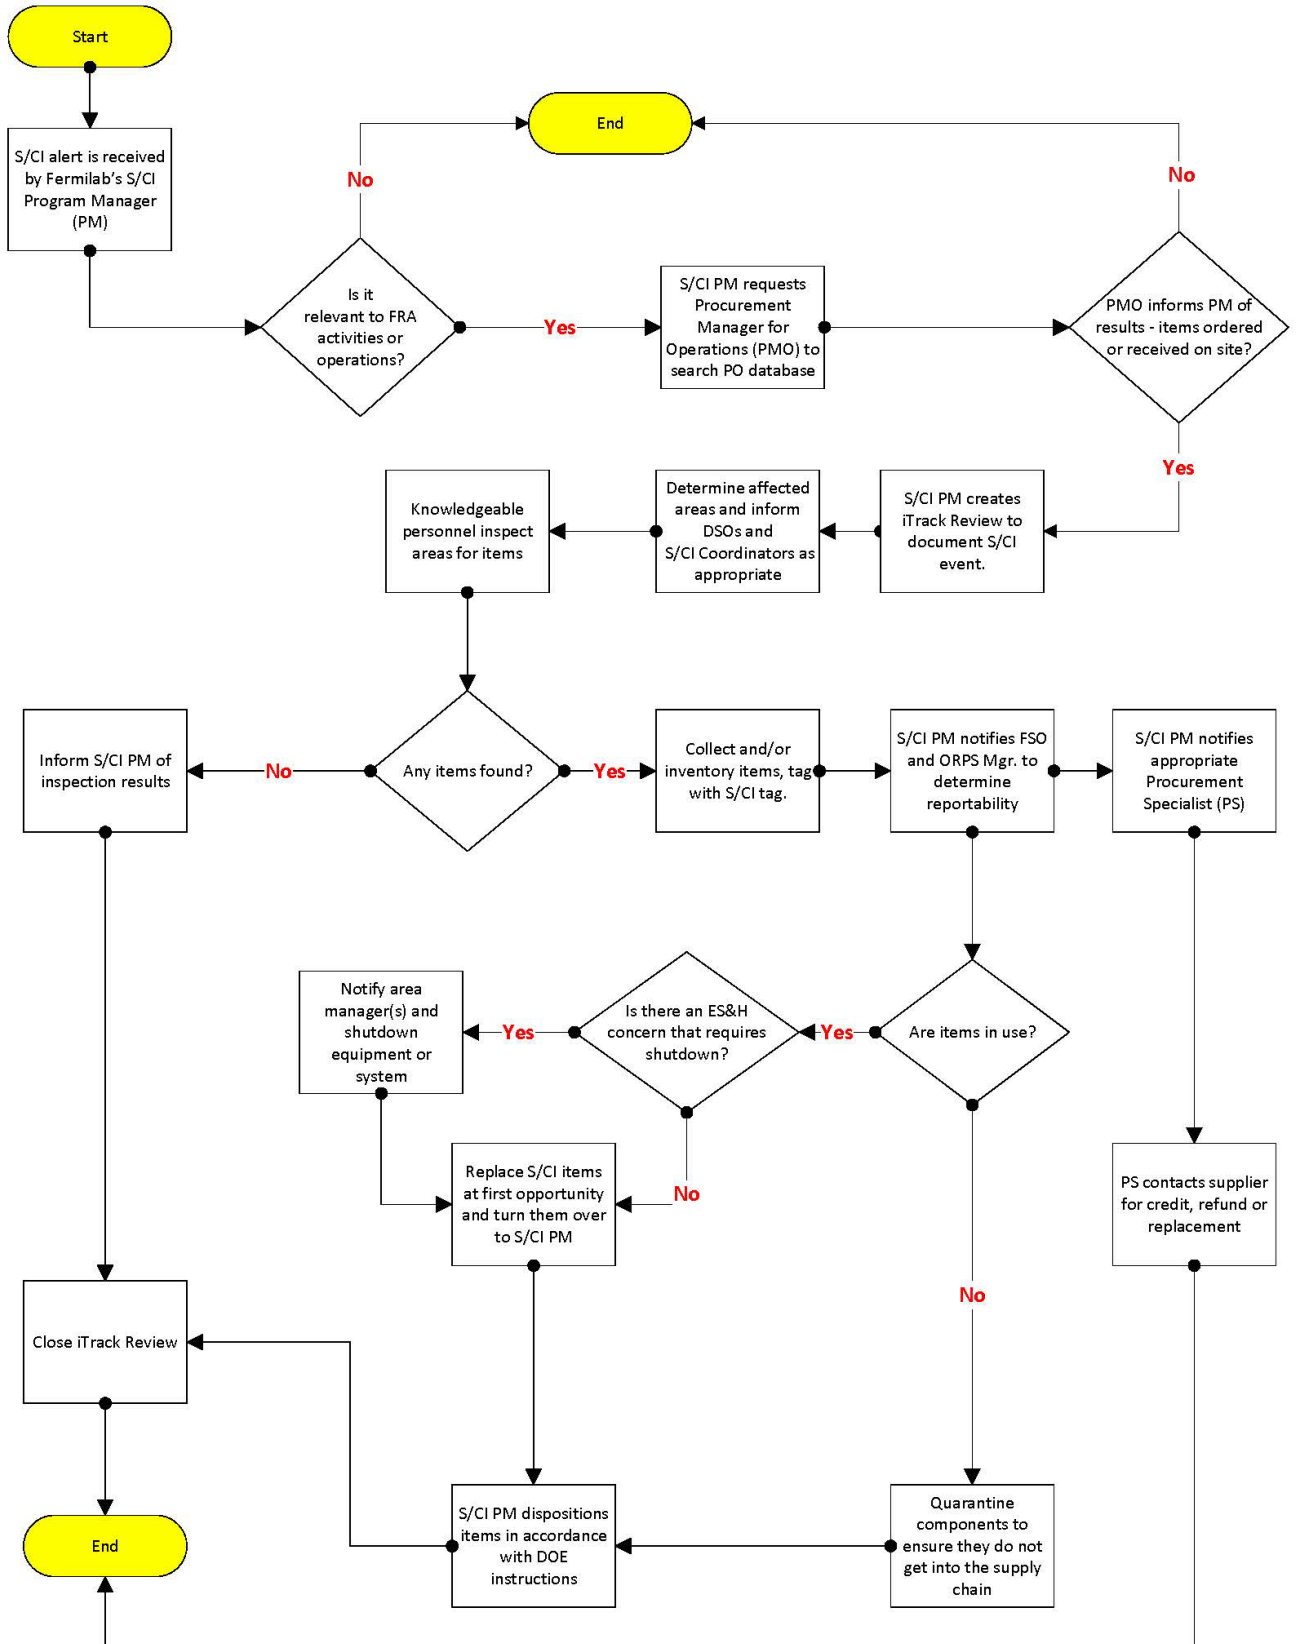 Start
End
S/CI alert is received
by Fermilab's S/CI
Program Manager
(PM)
No
No
Is it
relevant to FRA
activities or
operations?
Yes
S/CI PM requests
Procurement
Manager for
Operations (PMO) to
search PO database
PMO informs PM of
results - items ordered
or received on site?
Yes
Knowledgeable
personnel inspect
areas for items
Determine affected
areas and inform
DSOs and
S/CI Coordinators as
appropriate
S/CI PM creates
iTrack Review to
document S/CI
event.
Inform S/CI PM of
inspection results
No
Any items found?
Yes
Collect and/or
inventory items, tag
with S/CI tag.
S/CI PM notifies FSO
and ORPS Mgr. to
determine
reportability
S/CI PM notifies
appropriate
Procurement
Specialist (PS)
Notify area
manager(s) and
shutdown
equipment or
system
Yes
Is there an ES&H
concern that requires
shutdown?
Yes
Are items in use?
Replace S/CI items
at first opportunity
and turn them over
to S/CI PM
No
PS contacts supplier
for credit, refund or
replacement
No
Close iTrack Review
End
S/CI PM dispositions
items in accordance
with DOE
instructions
Quarantine
components to
ensure they do not
get into the supply
chain